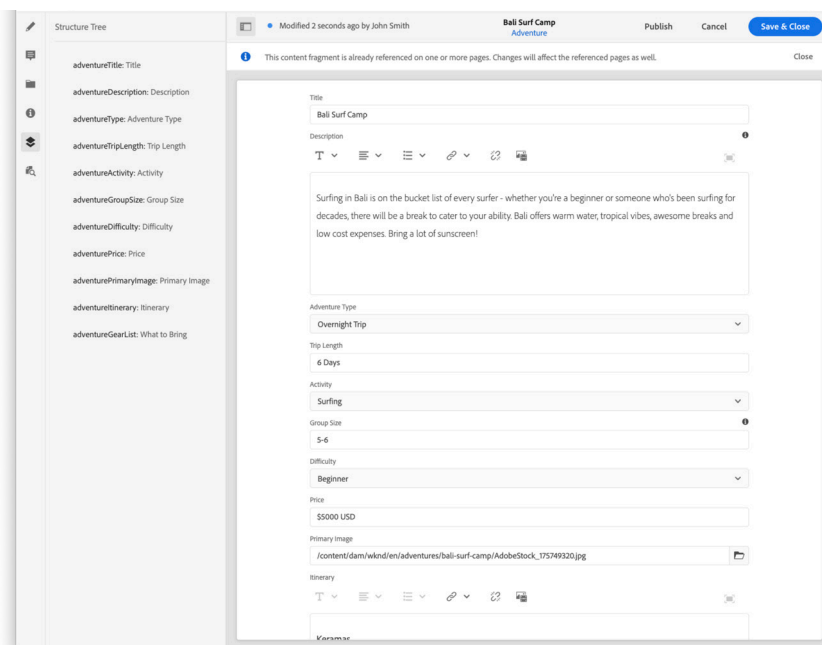 Structure Tree
adventureTitle: Title
adventureDescription: Description
adventureType: Adventure Type
adventureTripLength: Trip Length
adventureActivity: Activity
adventureGroupSize: Group Size
adventureDifficulty: Difficulty
adventurePrice: Price
adventurePrimaryImage: Primary Image
adventureItinerary: Itinerary
adventureGearList: What to Bring
Modified 2 seconds ago by John Smith
Bali Surf Camp
Adventure
Publish
Cancel
Save & Close
This content fragment is already referenced on one or more pages. Changes will affect the referenced pages as well.
Close
Title
Bali Surf Camp
Description
Surfing in Bali is on the bucket list of every surfer - whether you're a beginner or someone who's been surfing for
decades, there will be a break to cater to your ability. Bali offers warm water, tropical vibes, awesome breaks and
low cost expenses. Bring a lot of sunscreen!
Adventure Type
Overnight Trip
Trip Length
6 Days
Activity
Surfing
Group Size
5-6
Difficulty
Beginner
Price
$5000 USD
Primary Image
/content/dam/wknd/en/adventures/bali-surf-camp/AdobeStock_175749320.jpg
Itinerary
Keramas